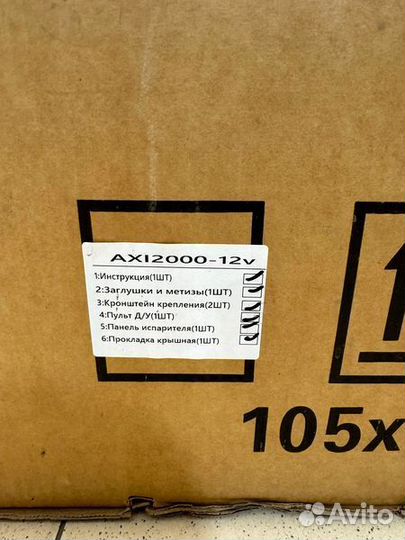 AXI2000-12v
1:Инструкция(1ШТ)
2:Заглушки и метизы(1ШТ)
3:Кронштейн крепления(2ШТ)
4:Пульт Д/У(1ШТ)
5:Панель испарителя(1ШТ)
6:Прокладка крышная(1ШТ)
105x
Avito